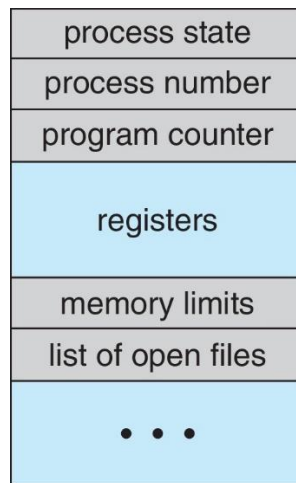 process state
process number
program counter
registers
memory limits
list of open files
• • •